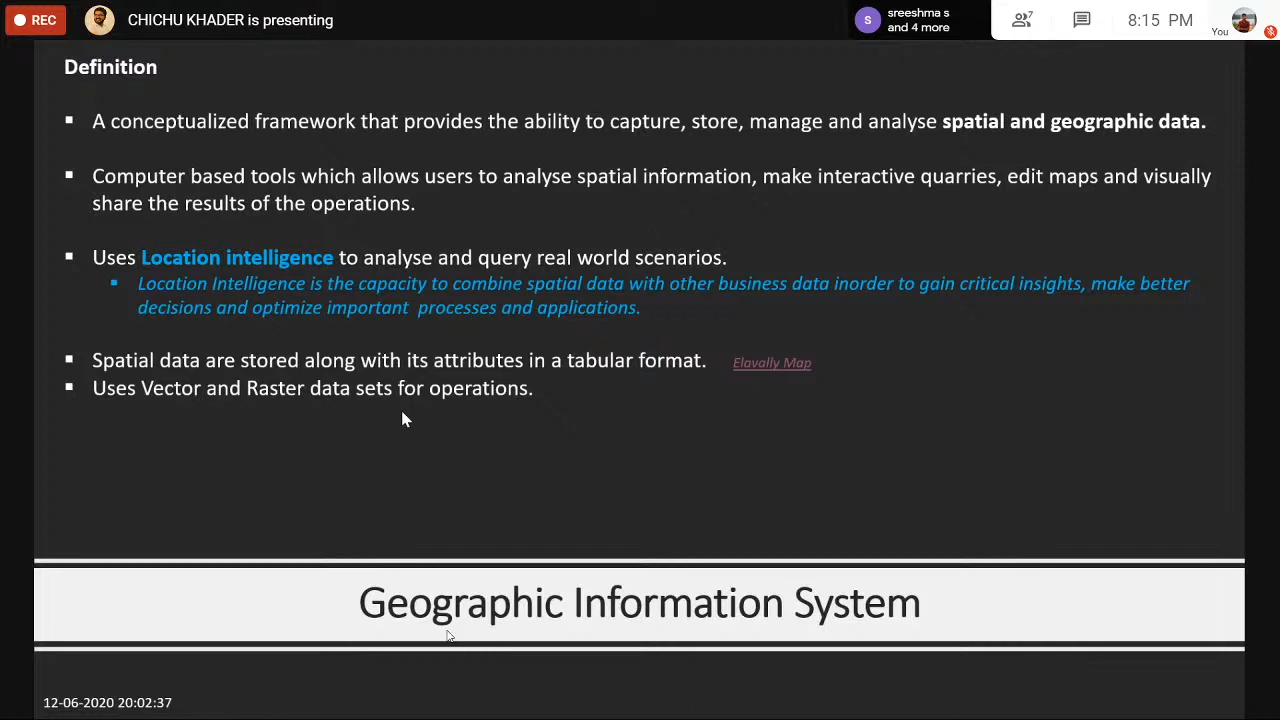 REC
CHICHU KHADER is presenting
s
sreeshma s
and 4 more
7
8:15 PM
You
Definition
▪ A conceptualized framework that provides the ability to capture, store, manage and analyse spatial and geographic data.
▪ Computer based tools which allows users to analyse spatial information, make interactive quarries, edit maps and visually
share the results of the operations.
▪ Uses Location intelligence to analyse and query real world scenarios.
▪ Location Intelligence is the capacity to combine spatial data with other business data inorder to gain critical insights, make better
decisions and optimize important processes and applications.
▪ Spatial data are stored along with its attributes in a tabular format. Elavally Map
▪ Uses Vector and Raster data sets for operations.
Geographic Information System
12-06-2020 20:02:37